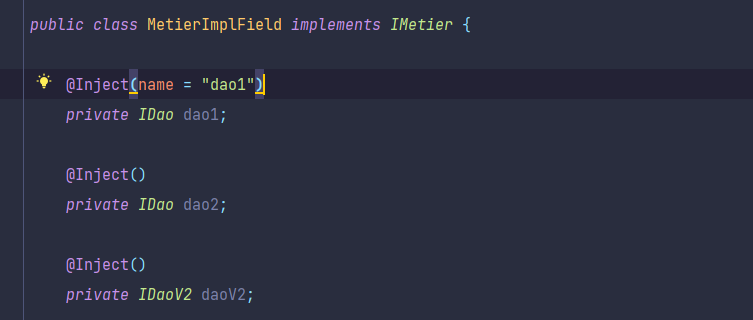 public class MetierImplField implements IMetier {
@Inject(name = "dao1")
private IDao dao1;
@Inject()
private IDao dao2;
@Inject()
private IDaoV2 daoV2;